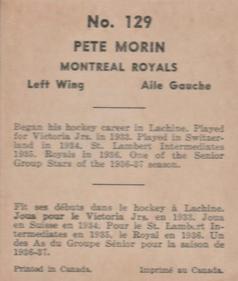 No. 129
PETE MORIN
MONTREAL ROYALS
Left Wing Aile Gauche
Began his hockey career in Lachine. Played
for Victoria Jrs. in 1933. Played in Switzer-
land in 1934. St. Lambert Intermediates
1935. Royals in 1936. One of the Senior
Group Stars of the 1936-37 season.
Fit ses débuts dans le hockey à Lachine.
Joua pour le Victoria Jrs. en 1933. Joua
en Suisse en 1934. Pour le St. Lambert In-
termediates en 1935, le Royal en 1936. Un
des As du Groupe Sénior pour la saison de
1936-37.
Printed in Canada. Imprimé au Canada.